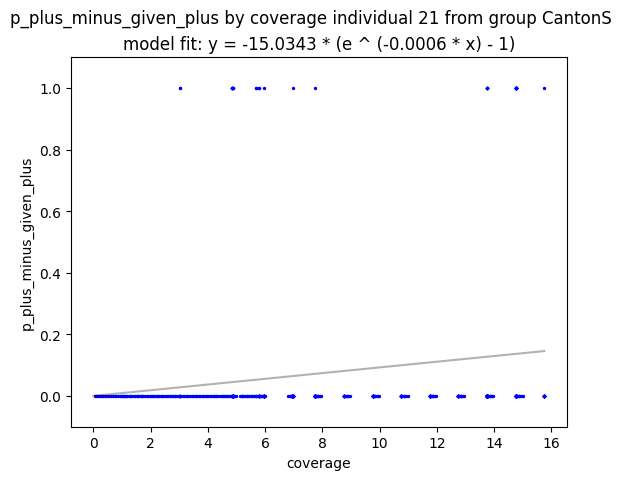 p_plus_minus_given_plus by coverage individual 21 from group CantonS
model fit: y = -15.0343 * (e ^ (-0.0006 * x) - 1)
1.0
0.8
0.6
0.4
0.2
0.0
p_plus_minus_given_plus
0 2 4 6 8 10 12 14 16
coverage